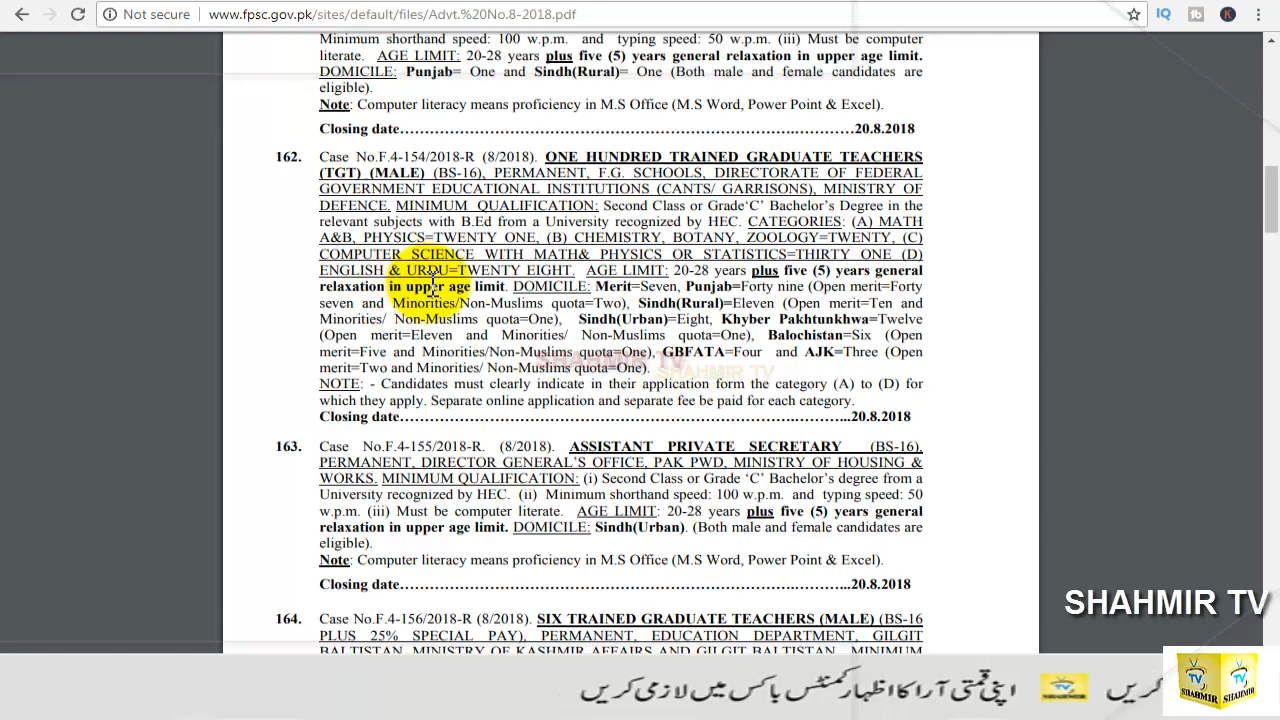 Not secure | www.fpsc.gov.pk/sites/default/files/Advt.%20No.8-2018.pdf
Minimum shorthand speed: 100 w.p.m. and typing speed: 50 w.p.m. (iii) Must be computer
literate. AGE LIMIT: 20-28 years plus five (5) years general relaxation in upper age limit.
DOMICILE: Punjab= One and Sindh(Rural)= One (Both male and female candidates are
eligible).
Note: Computer literacy means proficiency in M.S Office (M.S Word, Power Point & Excel).
Closing date……………………………………………………………………….…………20.8.2018
162. Case No.F.4-154/2018-R (8/2018). ONE HUNDRED TRAINED GRADUATE TEACHERS
(TGT) (MALE) (BS-16), PERMANENT, F.G. SCHOOLS, DIRECTORATE OF FEDERAL
GOVERNMENT EDUCATIONAL INSTITUTIONS (CANTS/ GARRISONS), MINISTRY OF
DEFENCE. MINIMUM QUALIFICATION: Second Class or Grade‘C’ Bachelor’s Degree in the
relevant subjects with B.Ed from a University recognized by HEC. CATEGORIES: (A) MATH
A&B, PHYSICS=TWENTY ONE, (B) CHEMISTRY, BOTANY, ZOOLOGY=TWENTY, (C)
COMPUTER SCIENCE WITH MATH& PHYSICS OR STATISTICS=THIRTY ONE (D)
ENGLISH & URDU=TWENTY EIGHT. AGE LIMIT: 20-28 years plus five (5) years general
relaxation in upper age limit. DOMICILE: Merit=Seven, Punjab= Forty nine (Open merit=Forty
seven and Minorities/Non-Muslims quota=Two), Sindh(Rural)=Eleven (Open merit=Ten and
Minorities/ Non-Muslims quota=One), Sindh(Urban)=Eight, Khyber Pakhtunkhwa=Twelve
(Open merit=Eleven and Minorities/ Non-Muslims quota=One), Balochistan=Six (Open
merit=Five and Minorities/Non-Muslims quota=One), GBFATA=Four and AJK=Three (Open
merit=Two and Minorities/ Non-Muslims quota=One).
SHAHMIR TV
SHAHMIR TV
NOTE: - Candidates must clearly indicate in their application form the category (A) to (D) for
which they apply. Separate online application and separate fee be paid for each category.
Closing date……………………………………………………………………….………...20.8.2018
163. Case No.F.4-155/2018-R. (8/2018). ASSISTANT PRIVATE SECRETARY (BS-16),
PERMANENT, DIRECTOR GENERAL’S OFFICE, PAK PWD, MINISTRY OF HOUSING &
WORKS. MINIMUM QUALIFICATION: (i) Second Class or Grade ‘C’ Bachelor’s degree from a
University recognized by HEC. (ii) Minimum shorthand speed: 100 w.p.m. and typing speed: 50
w.p.m. (iii) Must be computer literate. AGE LIMIT: 20-28 years plus five (5) years general
relaxation in upper age limit. DOMICILE: Sindh(Urban). (Both male and female candidates are
eligible).
Note: Computer literacy means proficiency in M.S Office (M.S Word, Power Point & Excel).
Closing date……………………………………………………………………….………...20.8.2018
SHAHMIR TV
164. Case No.F.4-156/2018-R (8/2018). SIX TRAINED GRADUATE TEACHERS (MALE) (BS-16
PLUS 25% SPECIAL PAY), PERMANENT, EDUCATION DEPARTMENT, GILGIT
BALTISTAN, MINISTRY OF KASHMIR AFFAIRS AND GILGIT BALTISTAN. MINIMUM
کریں اپنی قیمتی آرا کا اظہار کمنٹس باکس میں لازمی کریں
TV TV
SHAHMIR SHAHMIR